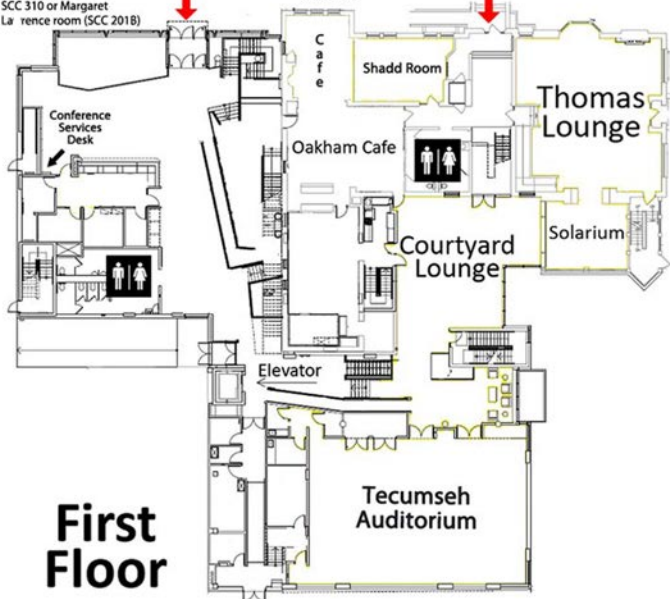 SCC 310 or Margaret
rence room (SCC 201B)
Cafe
Shadd Room
Thomas
Lounge
Conference
Services
Desk
Oakham Cafe
Courtyard
Lounge
Solarium
Elevator
Tecumseh
Auditorium
First
Floor